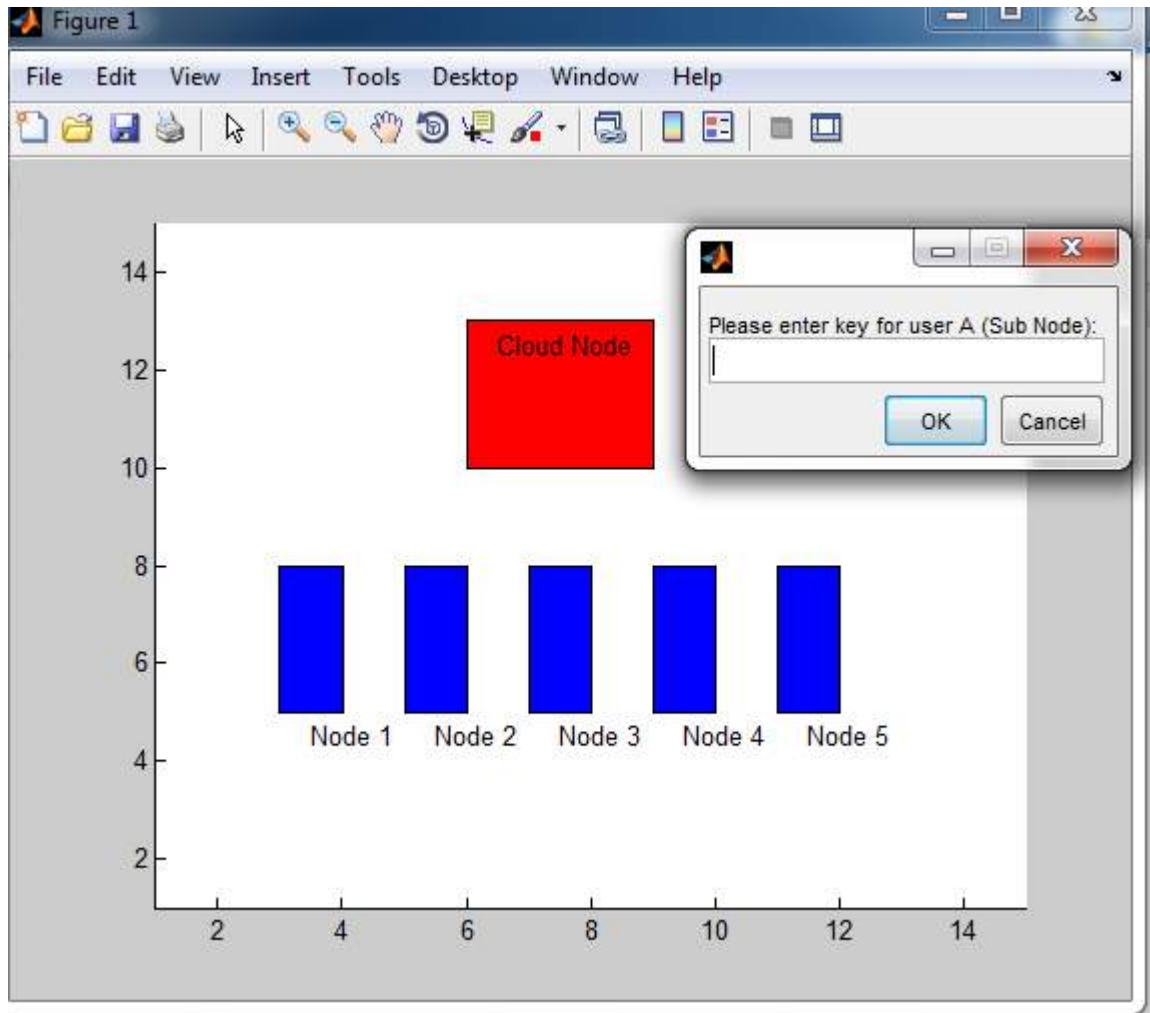 Figure 1
File Edit View Insert Tools Desktop Window Help
Please enter key for user A (Sub Node):
OK Cancel
Cloud Node
14
12
10
8
6
4
2
Node 1 Node 2 Node 3 Node 4 Node 5
2 4 6 8 10 12 14